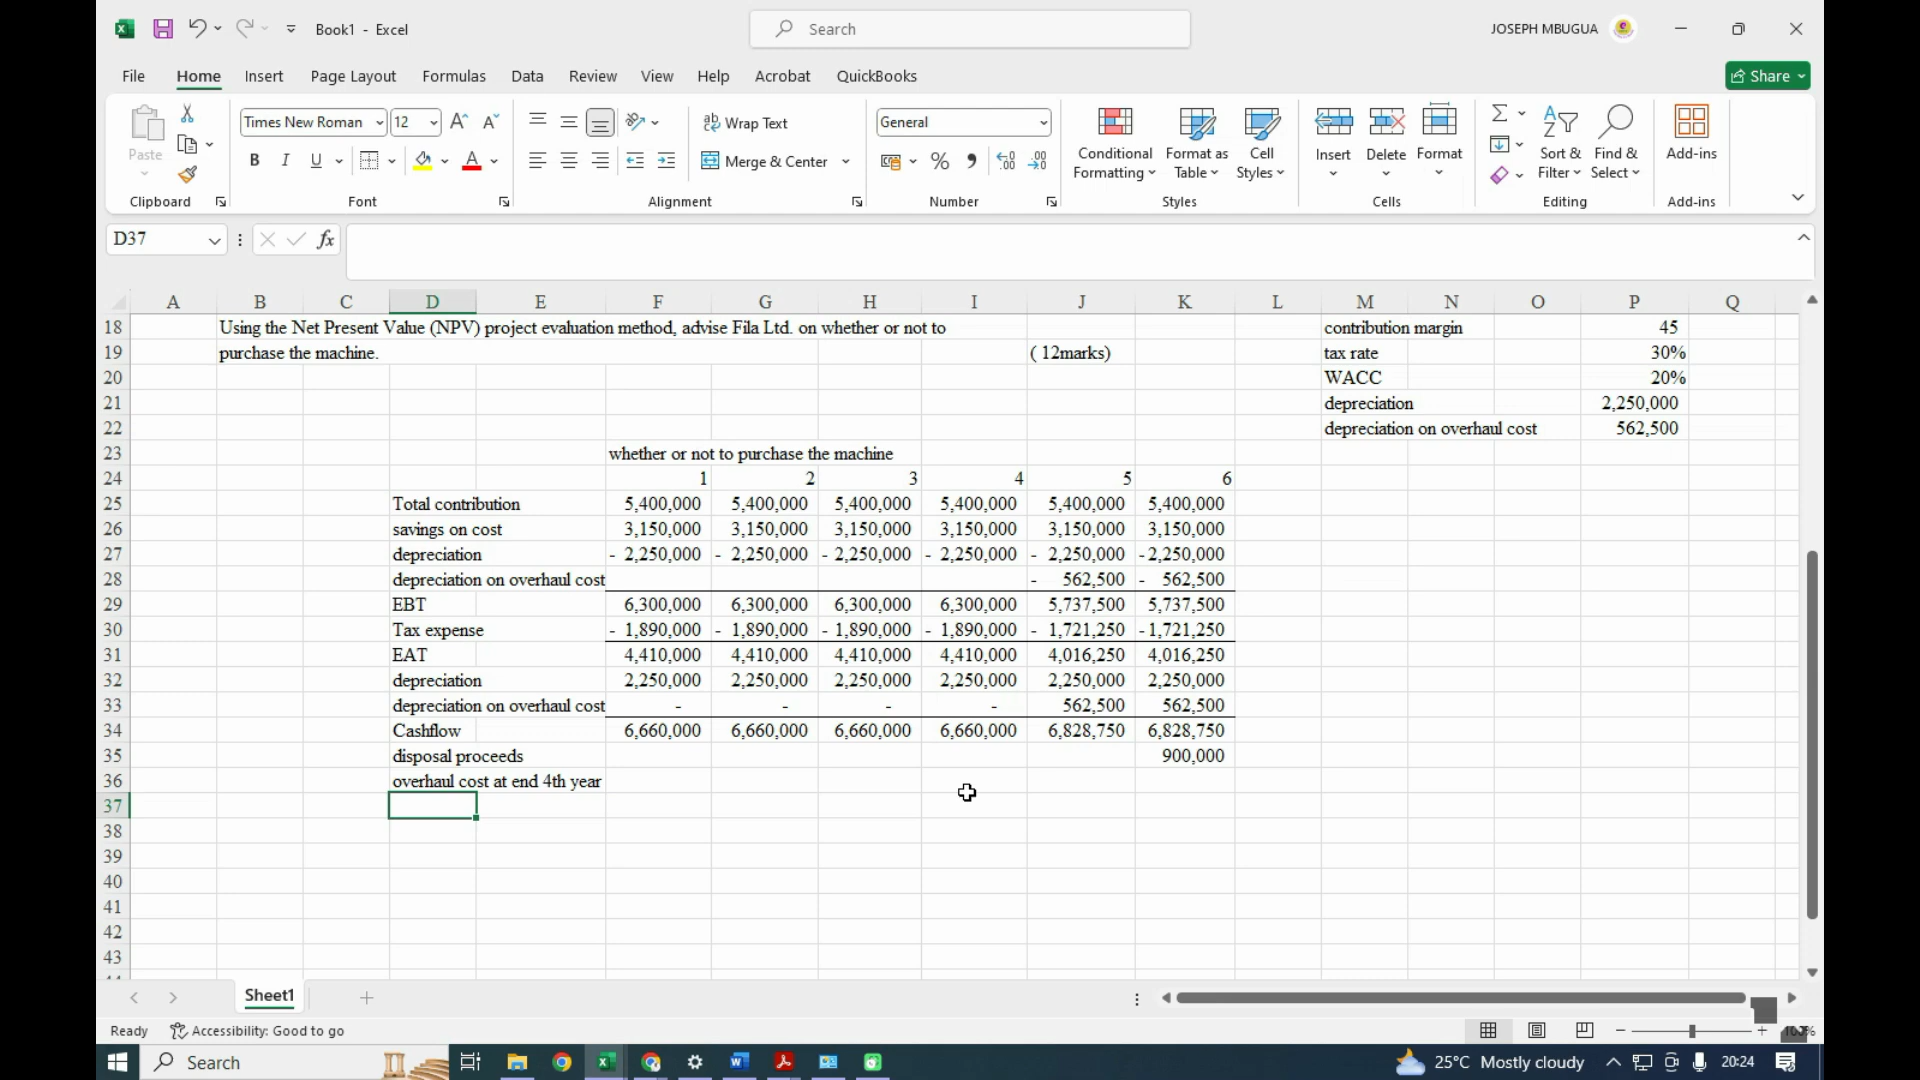 Book1 - Excel
Search
JOSEPH MBUGUA
File Home Insert Page Layout Formulas Data Review View Help Acrobat QuickBooks
Share
Times New Roman 12
Wrap Text
General
Paste
B I U
Merge & Center
Conditional Formatting
Format as Table
Cell Styles
Insert Delete Format
Sort & Filter
Find & Select
Add-ins
Clipboard Font Alignment Number Styles Cells Editing Add-ins
D37
fx
A B C D E F G H I J K L M N O P Q
18 Using the Net Present Value (NPV) project evaluation method, advise Fila Ltd. on whether or not to contribution margin 45
19 purchase the machine. ( 12marks) tax rate 30%
20 WACC 20%
21 depreciation 2,250,000
22 depreciation on overhaul cost 562,500
23 whether or not to purchase the machine
24 1 2 3 4 5 6
25 Total contribution 5,400,000 5,400,000 5,400,000 5,400,000 5,400,000 5,400,000
26 savings on cost 3,150,000 3,150,000 3,150,000 3,150,000 3,150,000 3,150,000
27 depreciation - 2,250,000 - 2,250,000 - 2,250,000 - 2,250,000 - 2,250,000 - 2,250,000
28 depreciation on overhaul cost - 562,500 - 562,500
29 EBT 6,300,000 6,300,000 6,300,000 6,300,000 5,737,500 5,737,500
30 Tax expense - 1,890,000 - 1,890,000 - 1,890,000 - 1,890,000 - 1,721,250 - 1,721,250
31 EAT 4,410,000 4,410,000 4,410,000 4,410,000 4,016,250 4,016,250
32 depreciation 2,250,000 2,250,000 2,250,000 2,250,000 2,250,000 2,250,000
33 depreciation on overhaul cost - - - - 562,500 562,500
34 Cashflow 6,660,000 6,660,000 6,660,000 6,660,000 6,828,750 6,828,750
35 disposal proceeds 900,000
36 overhaul cost at end 4th year
37
38
39
40
41
42
43
Sheet1
Ready Accessibility: Good to go
Search
25°C Mostly cloudy 20:24